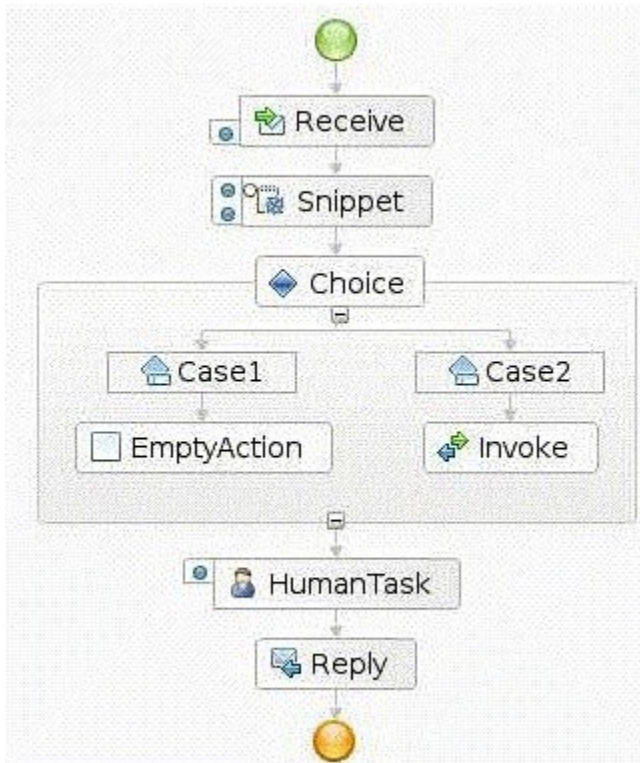 Receive
Snippet
Choice
Case1
Case2
EmptyAction
Invoke
HumanTask
Reply